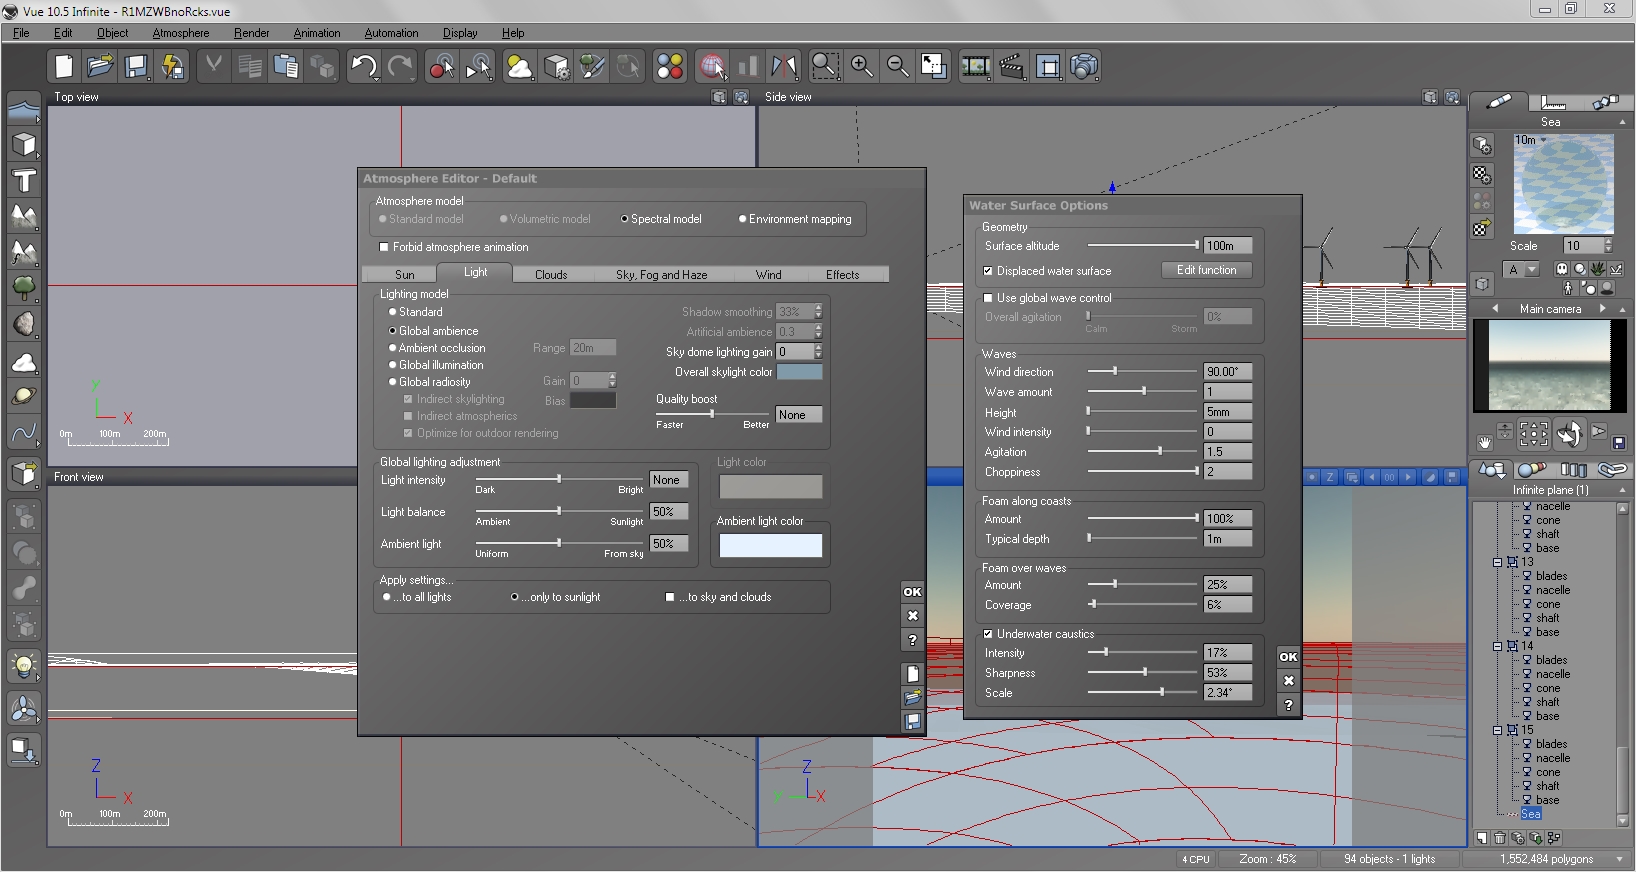 Vue 10.5 Infinite - R1MZWBnoRcks.vue
File Edit Object Atmosphere Render Animation Automation Display Help
Top view
Side view
Atmosphere Editor - Default
Atmosphere model
Standard model Volumetric model Spectral model Environment mapping
Forbid atmosphere animation
Sun Light Clouds Sky, Fog and Haze Wind Effects
Lighting model
Standard
Global ambience
Ambient occlusion
Global illumination
Global radiosity
Indirect skylighting
Indirect atmospherics
Optimize for outdoor rendering
Range 20m
Gain 0
Bias
Shadow smoothing 33%
Artificial ambience 0.3
Sky dome lighting gain 0
Overall skylight color
Quality boost
Faster Better None
Global lighting adjustment
Light intensity None
Dark Bright
Light balance 50%
Ambient Sunlight
Ambient light 50%
Uniform From sky
Light color
Ambient light color
Apply settings...
...to all lights ...only to sunlight ...to sky and clouds
OK
?
Water Surface Options
Geometry
Surface altitude 100m
Displaced water surface Edit function
Use global wave control
Overall agitation 0%
Calm Storm
Waves
Wind direction 90.00°
Wave amount 1
Height 5mm
Wind intensity 0
Agitation 1.5
Choppiness 2
Foam along coasts
Amount 100%
Typical depth 1m
Foam over waves
Amount 25%
Coverage 6%
Underwater caustics
Intensity 17%
Sharpness 53%
Scale 2.34°
OK
?
Y
X
0m 100m 200m
Front view
Z
X
0m 100m 200m
Z
Y X
Z
00
Sea
10m
Scale 10
A
Main camera
Infinite plane (1)
nacelle
cone
shaft
base
13
blades
nacelle
cone
shaft
base
14
blades
nacelle
cone
shaft
base
15
blades
nacelle
cone
shaft
base
Sea
4 CPU Zoom : 45% 94 objects - 1 lights 1,552,484 polygons